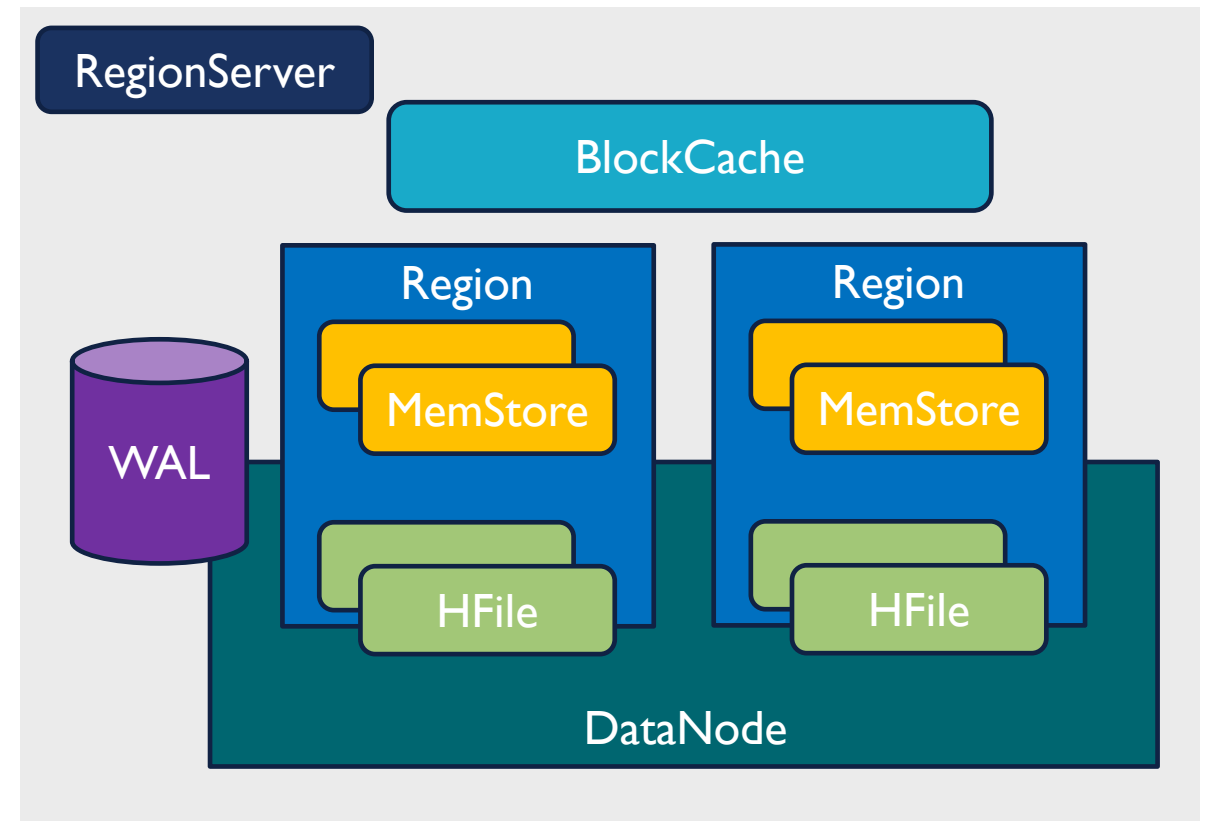 RegionServer
BlockCache
Region
Region
MemStore
MemStore
WAL
HFile
HFile
DataNode